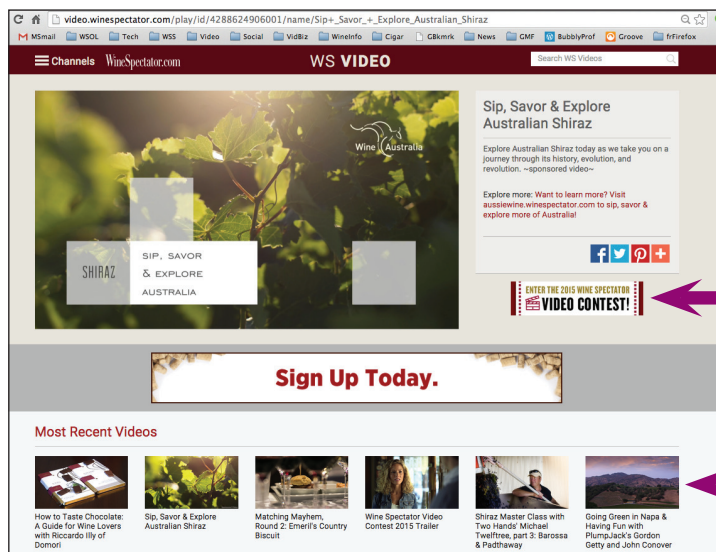 video.winespectator.com/play/id/4288624906001/name/Sip+_Savor_+_Explore_Australian_Shiraz
MSmail WSOL Tech WSS Video Social VidBiz WineInfo Cigar GBkmrk News GMF BubblyProf Groove frFirefox
Channels WineSpectator.com WS VIDEO Search WS Videos
Wine Australia
SHIRAZ
SIP, SAVOR
& EXPLORE
AUSTRALIA
Sip, Savor & Explore
Australian Shiraz
Explore Australian Shiraz today as we take you on a
journey through its history, evolution, and
revolution. ~sponsored video~
Explore more: Want to learn more? Visit
aussiewine.winespectator.com to sip, savor &
explore more of Australia!
ENTER THE 2015 WINE SPECTATOR
VIDEO CONTEST!
Sign Up Today.
Most Recent Videos
How to Taste Chocolate:
A Guide for Wine Lovers
with Riccardo Illy of
Domori
Sip, Savor & Explore
Australian Shiraz
Matching Mayhem,
Round 2: Emeril's Country
Biscuit
Wine Spectator Video
Contest 2015 Trailer
Shiraz Master Class with
Two Hands' Michael
Twelftree, part 3: Barossa
& Padthaway
Going Green in Napa &
Having Fun with
PlumpJack's Gordon
Getty and John Conover